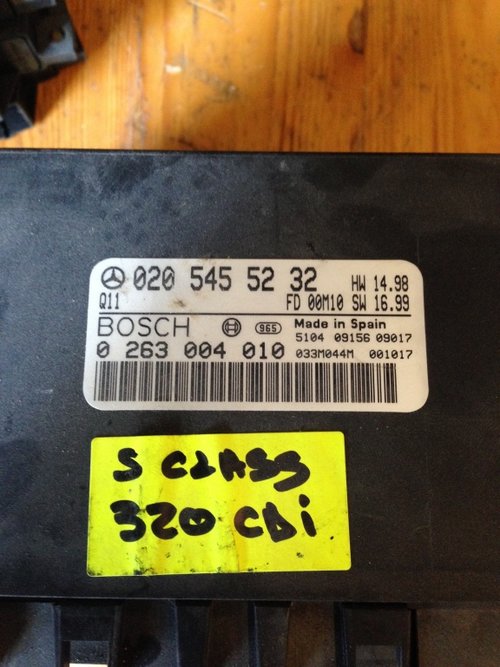 020 545 52 32 HW 14.98
Q11 FD 00M10 SW 16.99
BOSCH 965 Made in Spain
5104 09156 09017
0 263 004 010 033M044M 001017
S CLASS
320 CDi